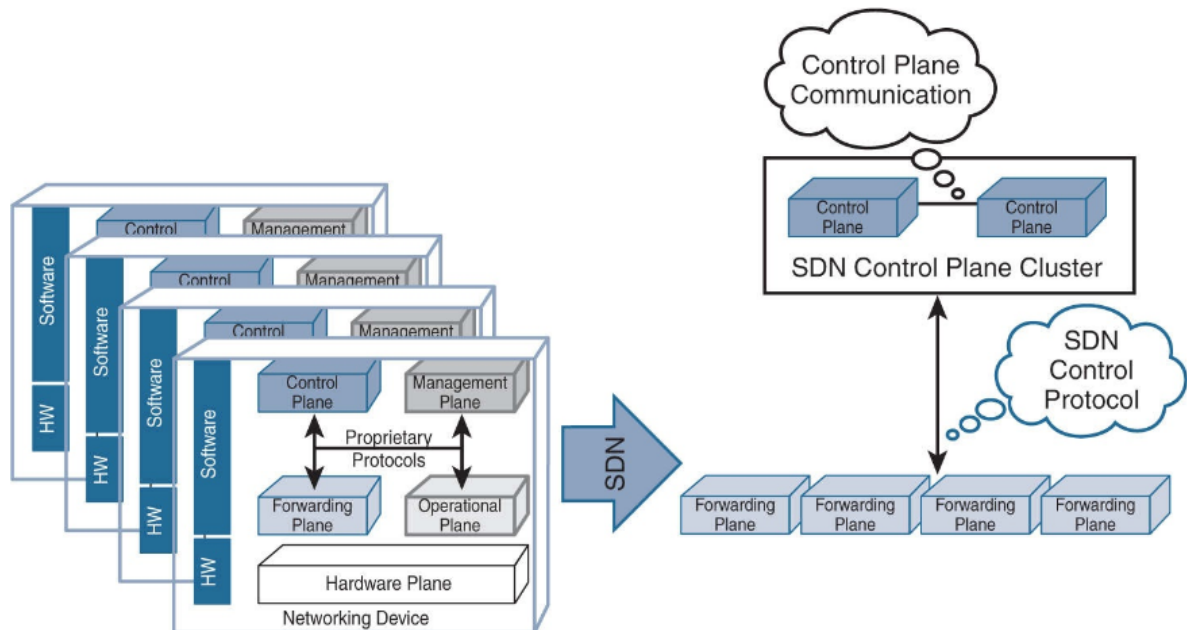 Control Plane
Communication
Control
Plane
Control
Plane
SDN Control Plane Cluster
SDN
Control
Protocol
Software
HW
Control
Management
Software
HW
Control
Management
Software
HW
Control
Management
Software
HW
Control
Plane
Management
Plane
Proprietary
Protocols
Forwarding
Plane
Operational
Plane
Hardware Plane
Networking Device
SDN
Forwarding
Plane
Forwarding
Plane
Forwarding
Plane
Forwarding
Plane